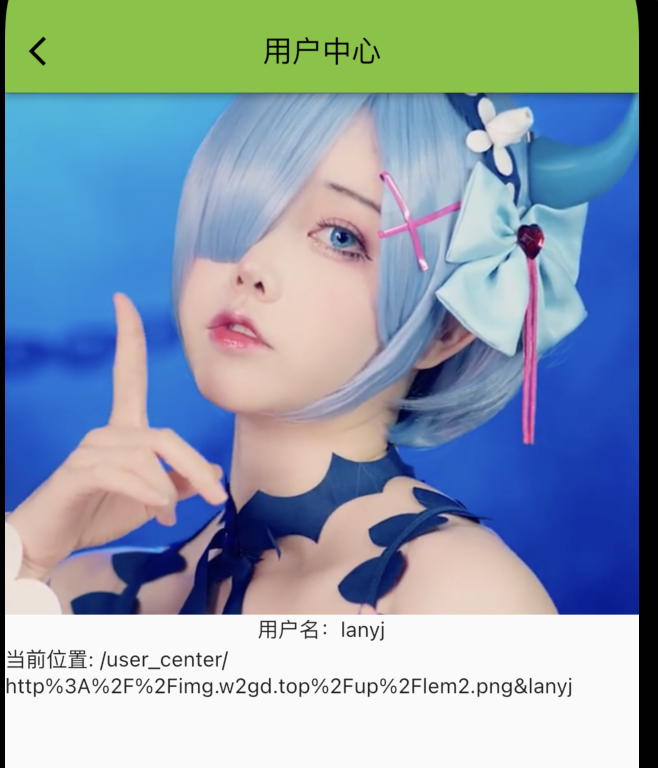 用户中心
用户名：lanyj
当前位置: /user_center/
http%3A%2F%2Fimg.w2gd.top%2Fup%2Flem2.png&lanyj